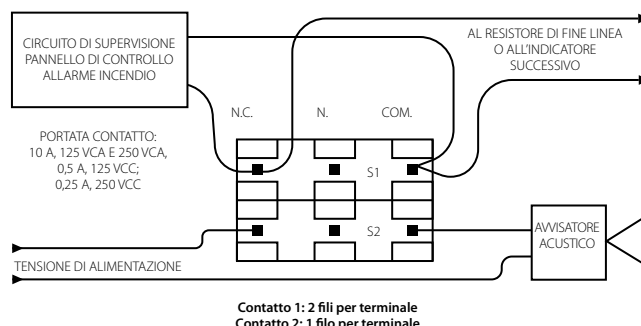 CIRCUITO DI SUPERVISIONE
PANNELLO DI CONTROLLO
ALLARME INCENDIO
AL RESISTORE DI FINE LINEA
O ALL'INDICATORE
SUCCESSIVO
N.C.
N.
COM.
PORTATA CONTATTO:
10 A, 125 VCA E 250 VCA,
0,5 A, 125 VCC;
0,25 A, 250 VCC
S1
S2
AVVISATORE
ACUSTICO
TENSIONE DI ALIMENTAZIONE
Contatto 1: 2 fili per terminale
Contatto 2: 1 filo per terminale